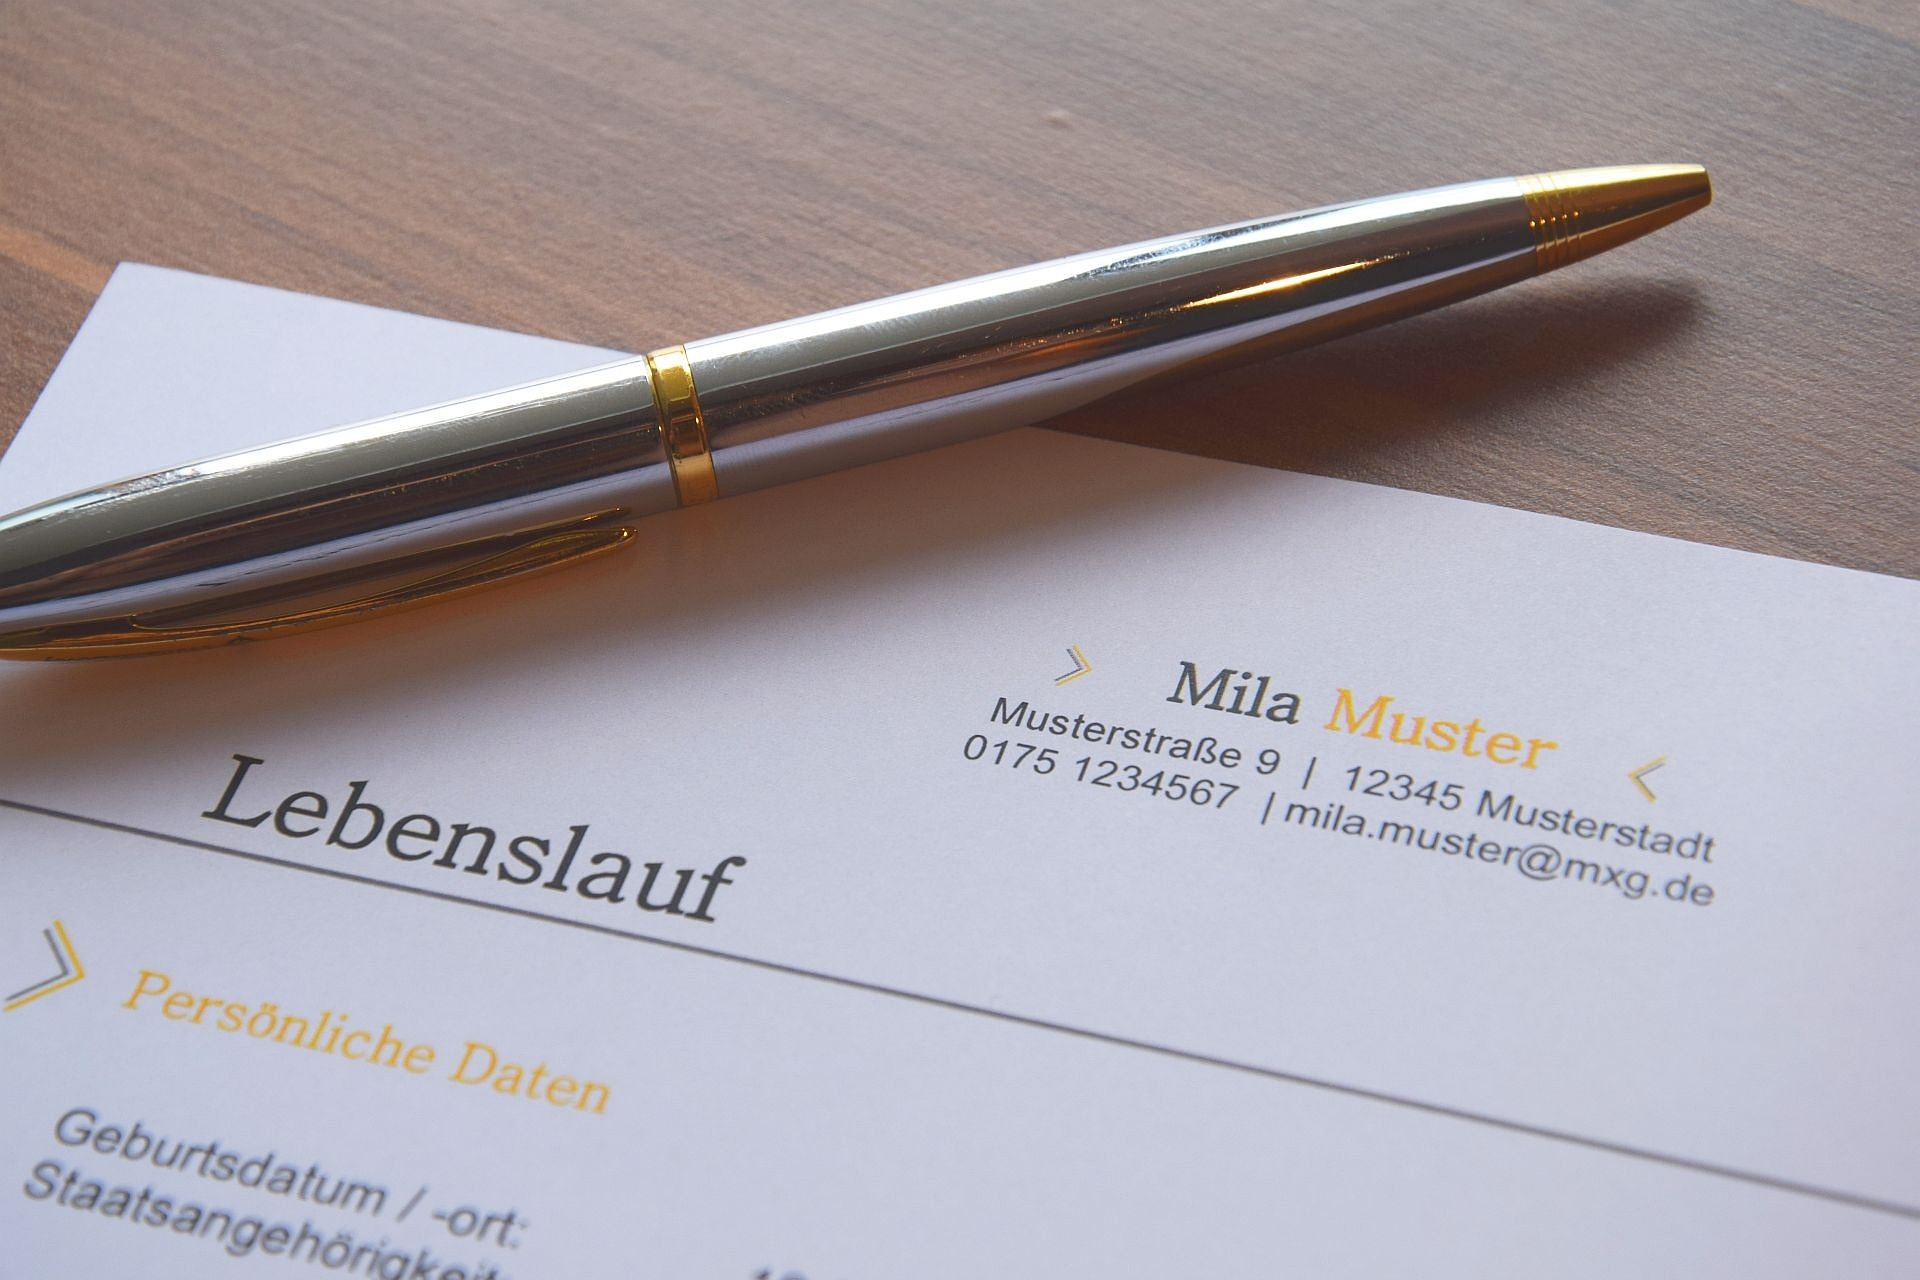 Mila Muster
Musterstraße 9 | 12345 Musterstadt
0175 1234567 | mila.muster@mxg.de
Lebenslauf
Persönliche Daten
Geburtsdatum / -ort: